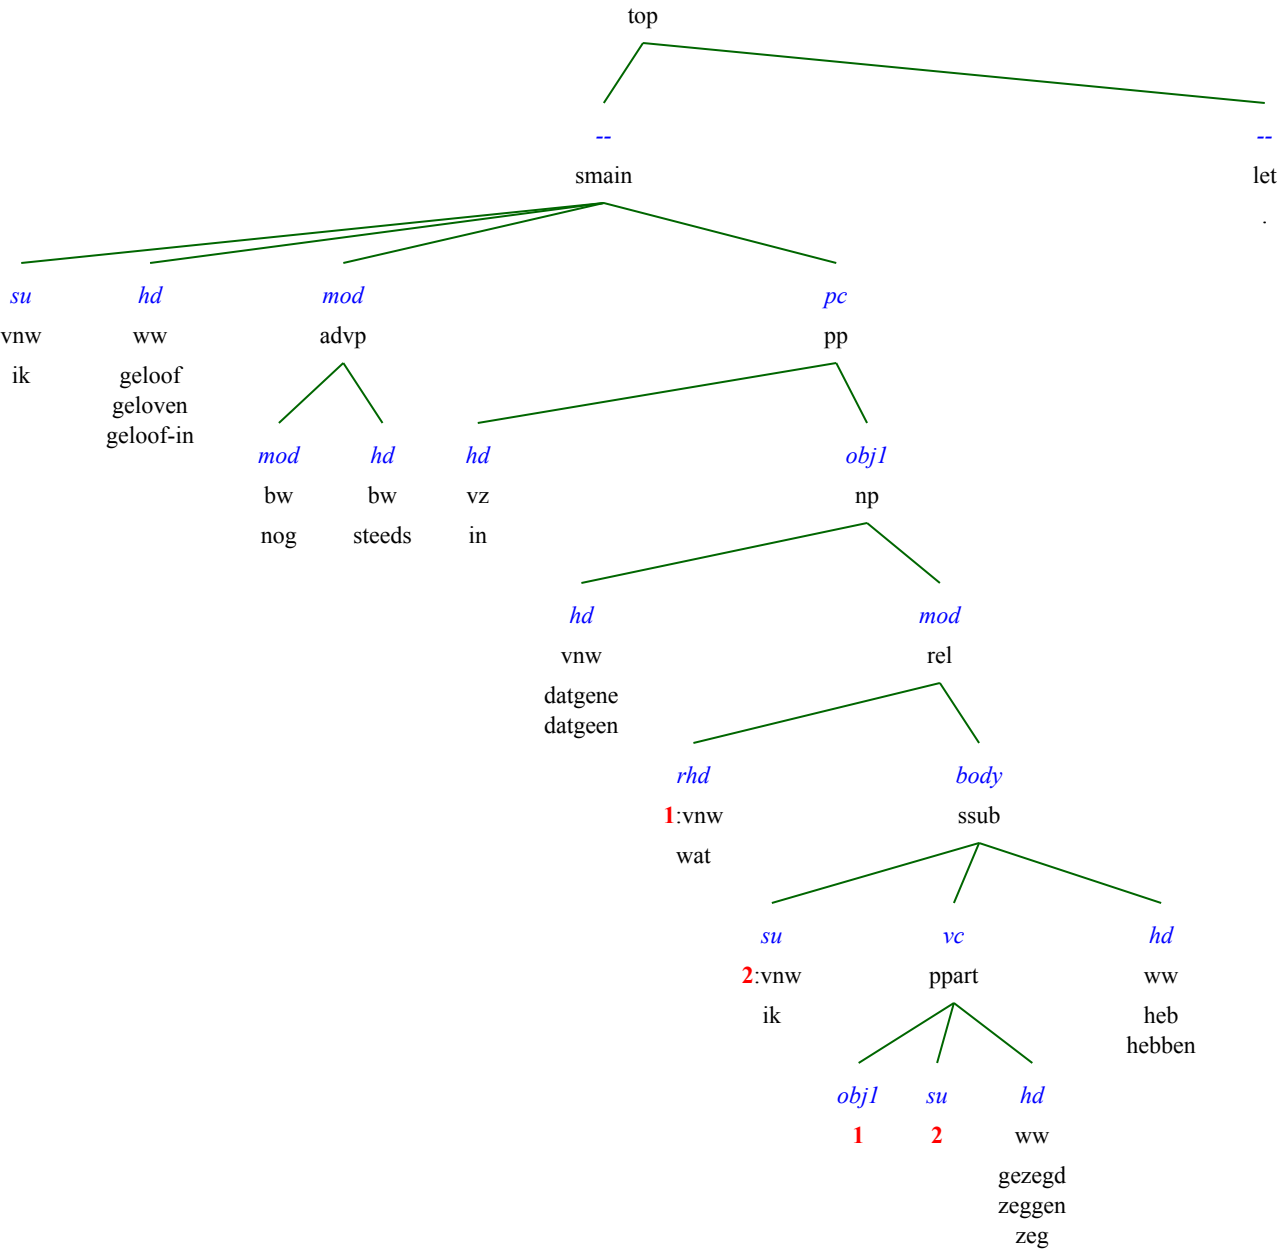 top
-- --
smain let
.
su hd mod pc
vnw ww advp pp
ik geloof
geloven
geloof-in
mod hd hd obj1
bw bw vz np
nog steeds in
hd mod
vnw rel
datgene
datgeen
rhd body
1:vnw ssub
wat
su vc hd
2:vnw ppart ww
ik heb
hebben
obj1 su hd
1 2 ww
gezegd
zeggen
zeg